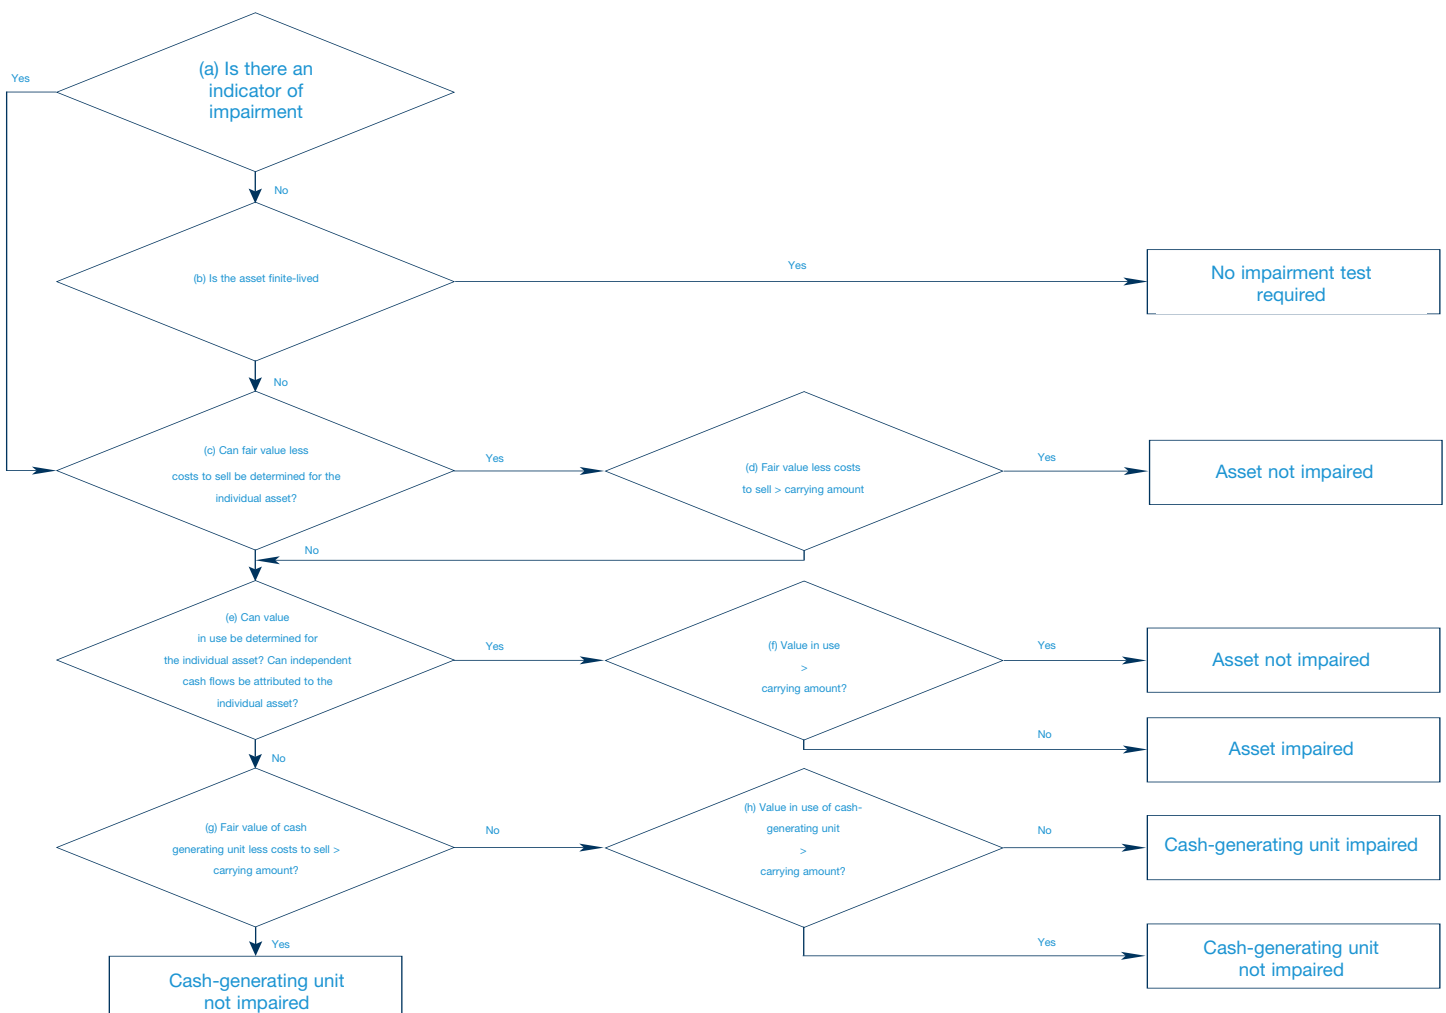 (a) Is there an
indicator of
impairment
Yes
No
(b) Is the asset finite-lived
Yes
No impairment test
required
No
(c) Can fair value less
costs to sell be determined for the
individual asset?
Yes
(d) Fair value less costs
to sell > carrying amount
Yes
Asset not impaired
No
(e) Can value
in use be determined for
the individual asset? Can independent
cash flows be attributed to the
individual asset?
Yes
(f) Value in use
>
carrying amount?
Yes
Asset not impaired
No
Asset impaired
No
(g) Fair value of cash
generating unit less costs to sell >
carrying amount?
No
(h) Value in use of cash-
generating unit
>
carrying amount?
No
Cash-generating unit impaired
Yes
Cash-generating unit
not impaired
Yes
Cash-generating unit
not impaired